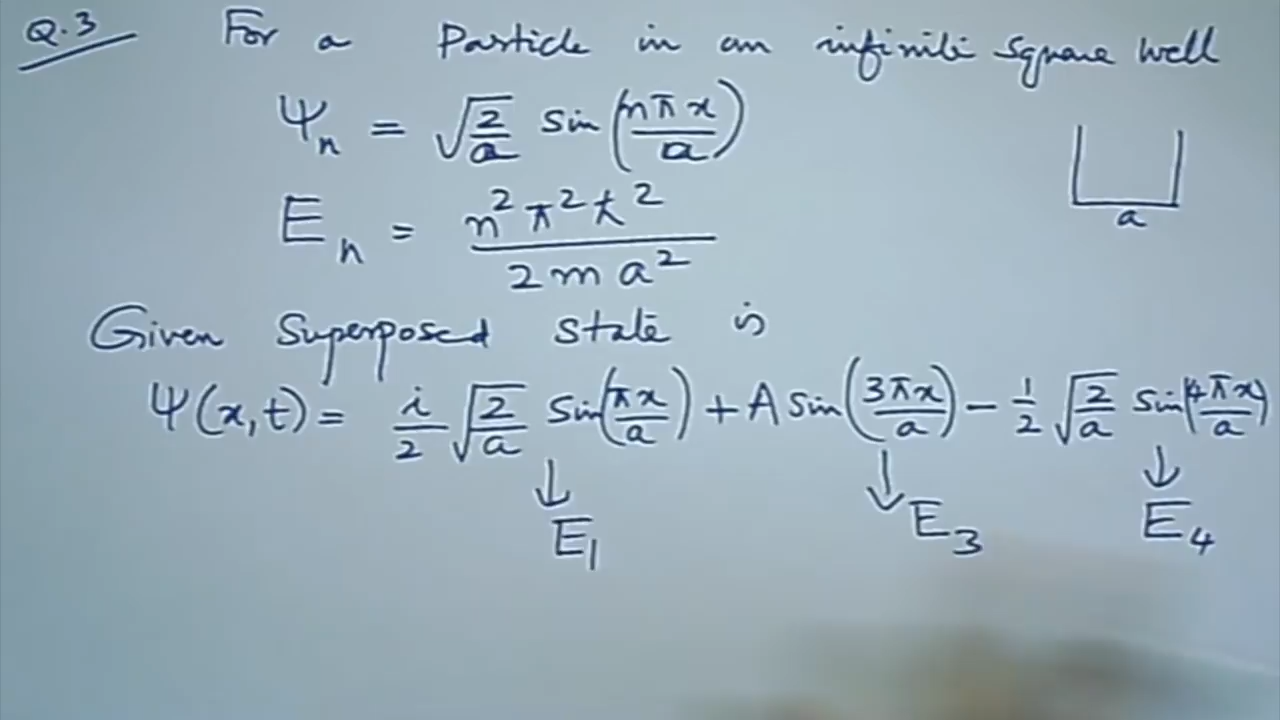 Q.3 For a Particle in an infinite Square well
Ψn = √(2/a) sin(nπx/a)
a
En = n²π²ħ² / 2ma²
Given Superposed state is
Ψ(x,t) = i/2 √(2/a) sin(πx/a) + A sin(3πx/a) − 1/2 √(2/a) sin(4πx/a)
↓ ↓ ↓
E₁ E₃ E₄